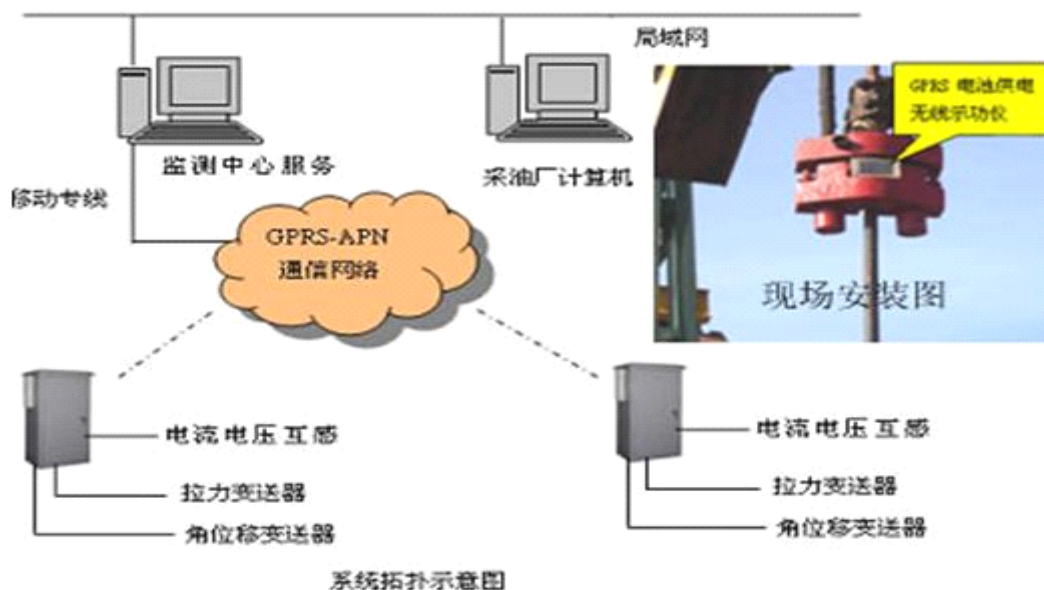 局域网
GPRS 电池供电
无线示功仪
监测中心服务
采油厂计算机
移动专线
GPRS-APN
通信网络
现场安装图
电流电压互感
拉力变送器
角位移变送器
电流电压互感
拉力变送器
角位移变送器
系统拓扑示意图